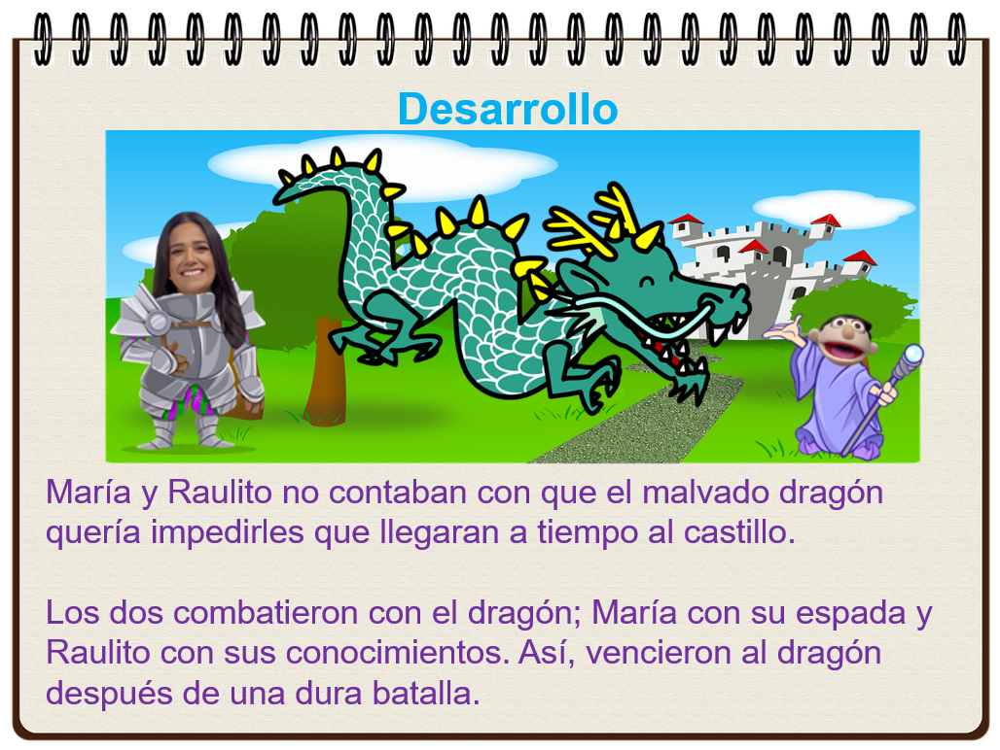 Desarrollo
María y Raulito no contaban con que el malvado dragón
quería impedirles que llegaran a tiempo al castillo.
Los dos combatieron con el dragón; María con su espada y
Raulito con sus conocimientos. Así, vencieron al dragón
después de una dura batalla.